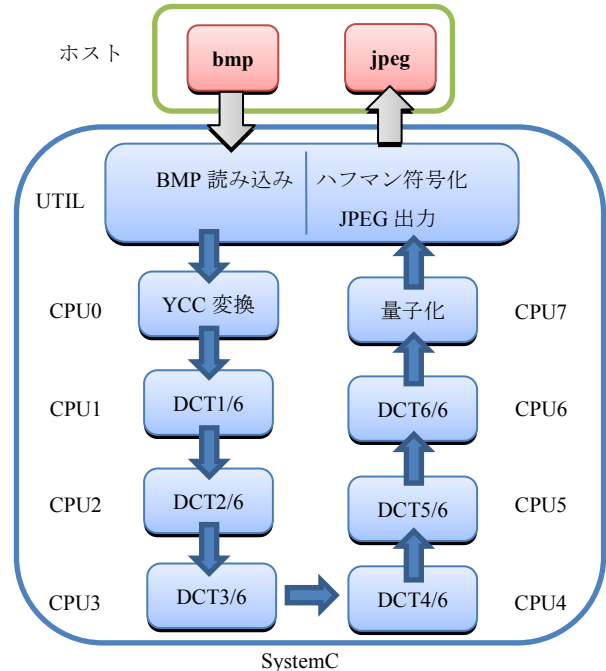 ホスト
bmp
jpeg
UTIL
BMP 読み込み
ハフマン符号化
JPEG 出力
CPU0
YCC 変換
量子化
CPU7
CPU1
DCT1/6
DCT6/6
CPU6
CPU2
DCT2/6
DCT5/6
CPU5
CPU3
DCT3/6
DCT4/6
CPU4
SystemC